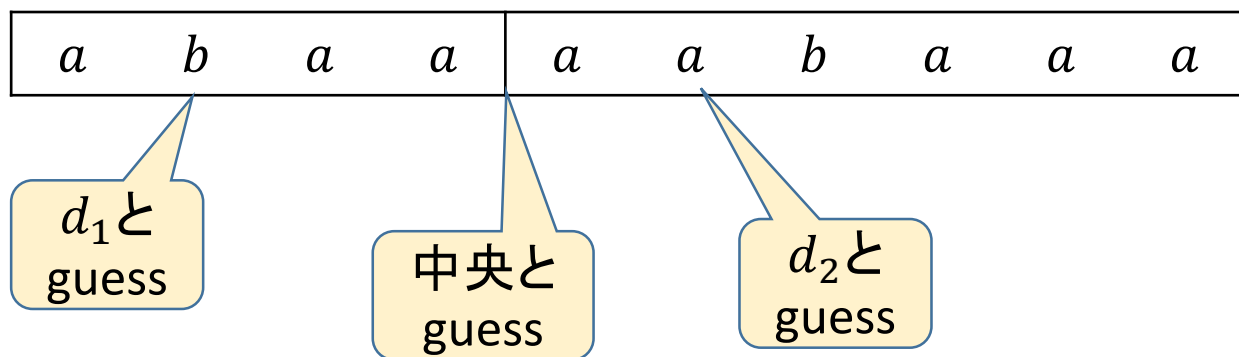 a b a a a a b a a a
d₁と
guess
中央と
guess
d₂と
guess